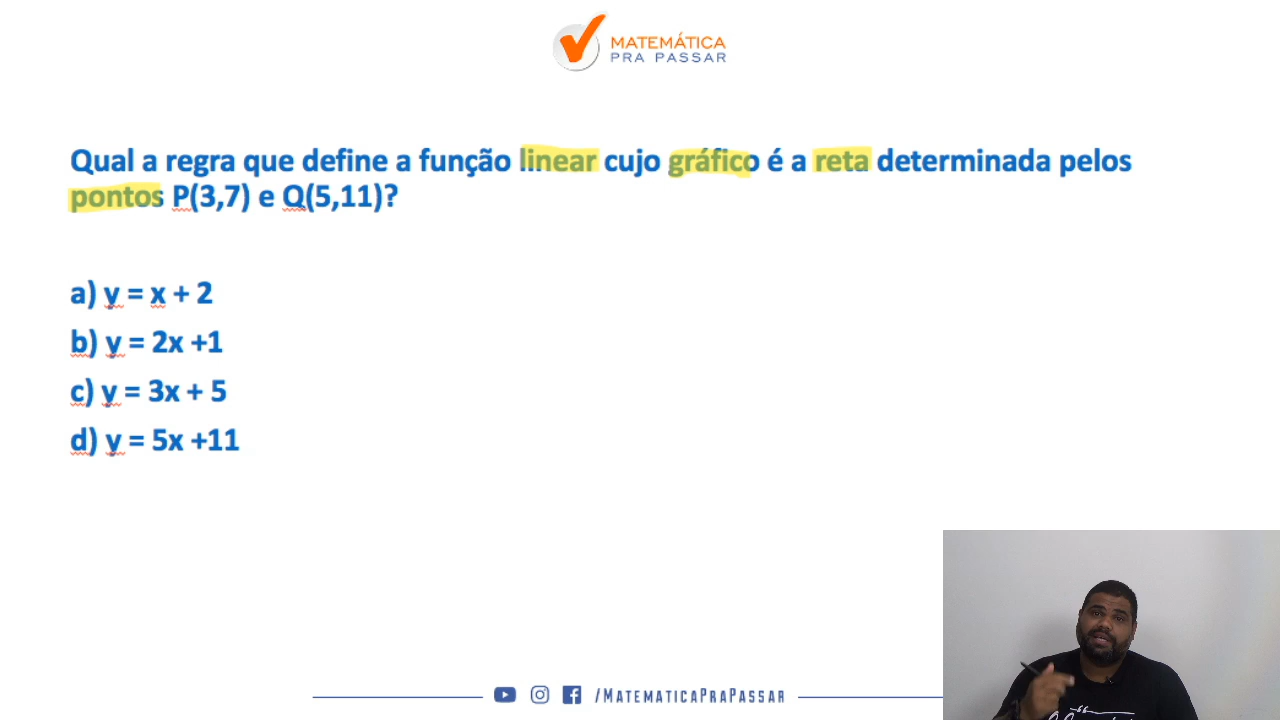 MATEMÁTICA
PRA PASSAR
Qual a regra que define a função linear cujo gráfico é a reta determinada pelos
pontos P(3,7) e Q(5,11)?
a) y = x + 2
b) y = 2x +1
c) y = 3x + 5
d) y = 5x +11
/MATEMATICAPRAPASSAR